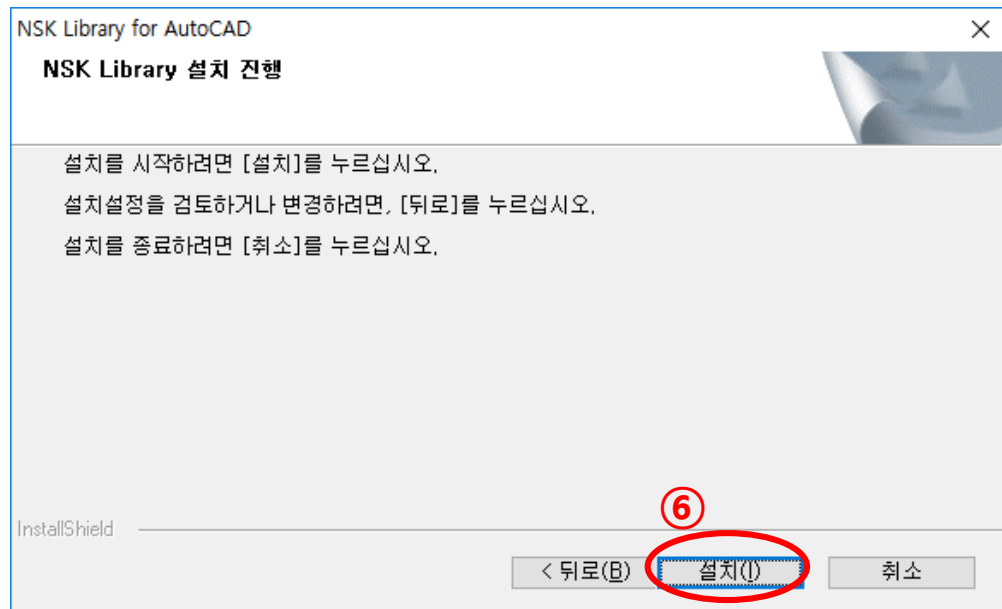 NSK Library for AutoCAD
NSK Library 설치 진행
설치를 시작하려면 [설치]를 누르십시오.
설치설정을 검토하거나 변경하려면, [뒤로]를 누르십시오.
설치를 종료하려면 [취소]를 누르십시오.
⑥
InstallShield
< 뒤로(B) 설치(I) 취소